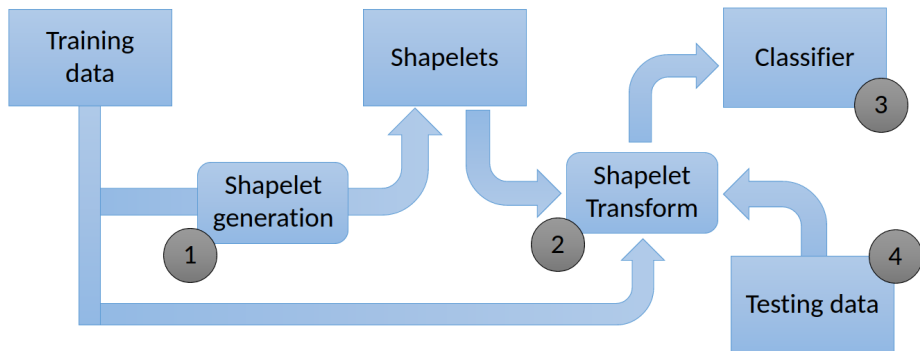 Training
data
Shapelets
Classifier
3
Shapelet
generation
1
Shapelet
Transform
2
4
Testing data